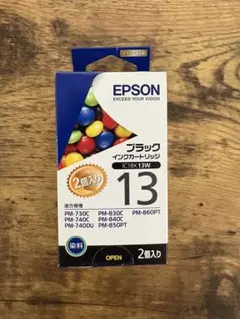 EPSON
EXCEED YOUR VISION
ブラック
インクカートリッジ
IC1BK13W
2個入り
13
適合機種
PM-730C PM-830C PM-860PT
PM-740C PM-840C
PM-740DU PM-850PT
染料
OPEN
2個入り